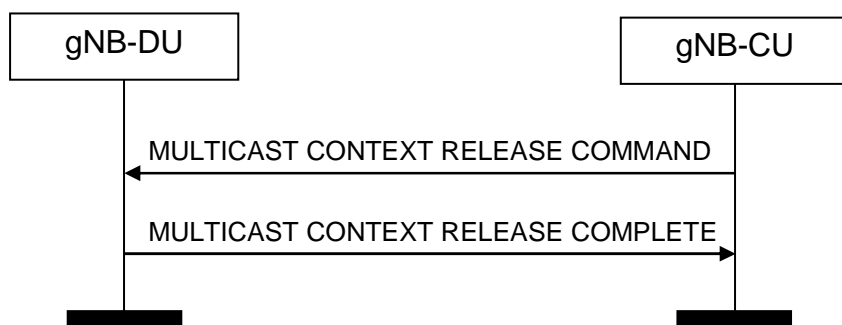 gNB-DU
gNB-CU
MULTICAST CONTEXT RELEASE COMMAND
MULTICAST CONTEXT RELEASE COMPLETE